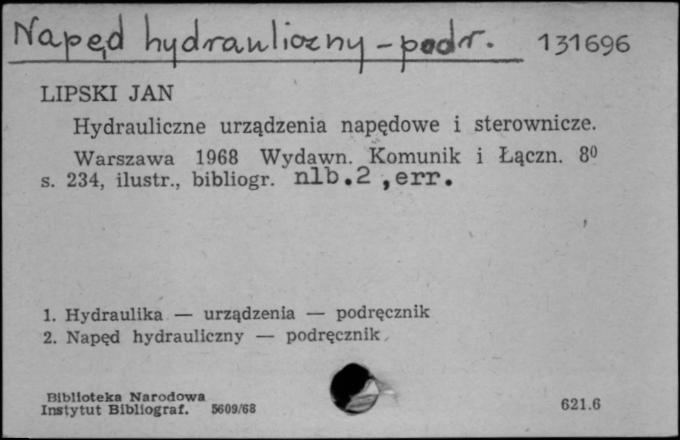 Napęd hydrauliczny - podr. 131696
LIPSKI JAN
Hydrauliczne urządzenia napędowe i sterownicze.
Warszawa 1968 Wydawn. Komunik i Łączn. 8⁰
s. 234, ilustr., bibliogr. nlb.2 ,err.
1. Hydraulika — urządzenia — podręcznik
2. Napęd hydrauliczny — podręcznik
Biblioteka Narodowa
Instytut Bibliograf. 5609/68 621.6